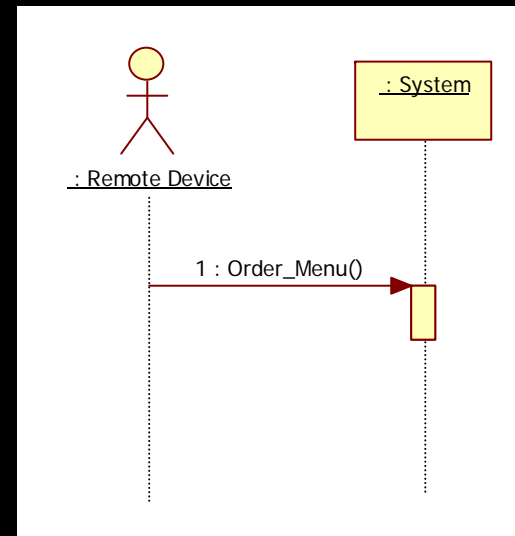 : System
: Remote Device
1 : Order_Menu()